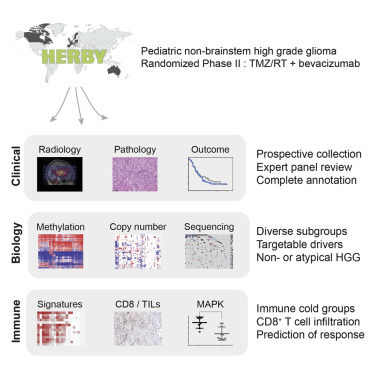 HERBY
Pediatric non-brainstem high grade glioma
Randomized Phase II : TMZ/RT + bevacizumab
Clinical
Radiology Pathology Outcome
Prospective collection
Expert panel review
Complete annotation
Biology
Methylation Copy number Sequencing
Diverse subgroups
Targetable drivers
Non- or atypical HGG
Immune
Signatures CD8 / TILs MAPK
Immune cold groups
CD8⁺ T cell infiltration
Prediction of response